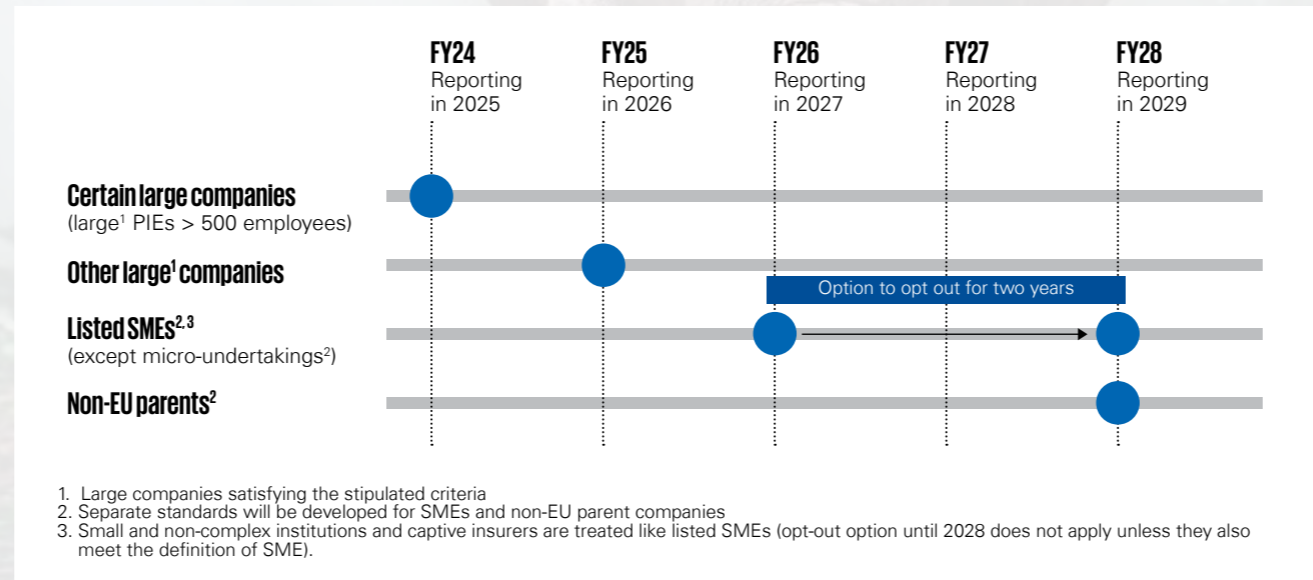 FY24
Reporting
in 2025
FY25
Reporting
in 2026
FY26
Reporting
in 2027
FY27
Reporting
in 2028
FY28
Reporting
in 2029
Certain large companies
(large¹ PIEs > 500 employees)
Other large¹ companies
Option to opt out for two years
Listed SMEs²,³
(except micro-undertakings²)
Non-EU parents²
1. Large companies satisfying the stipulated criteria
2. Separate standards will be developed for SMEs and non-EU parent companies
3. Small and non-complex institutions and captive insurers are treated like listed SMEs (opt-out option until 2028 does not apply unless they also
meet the definition of SME).